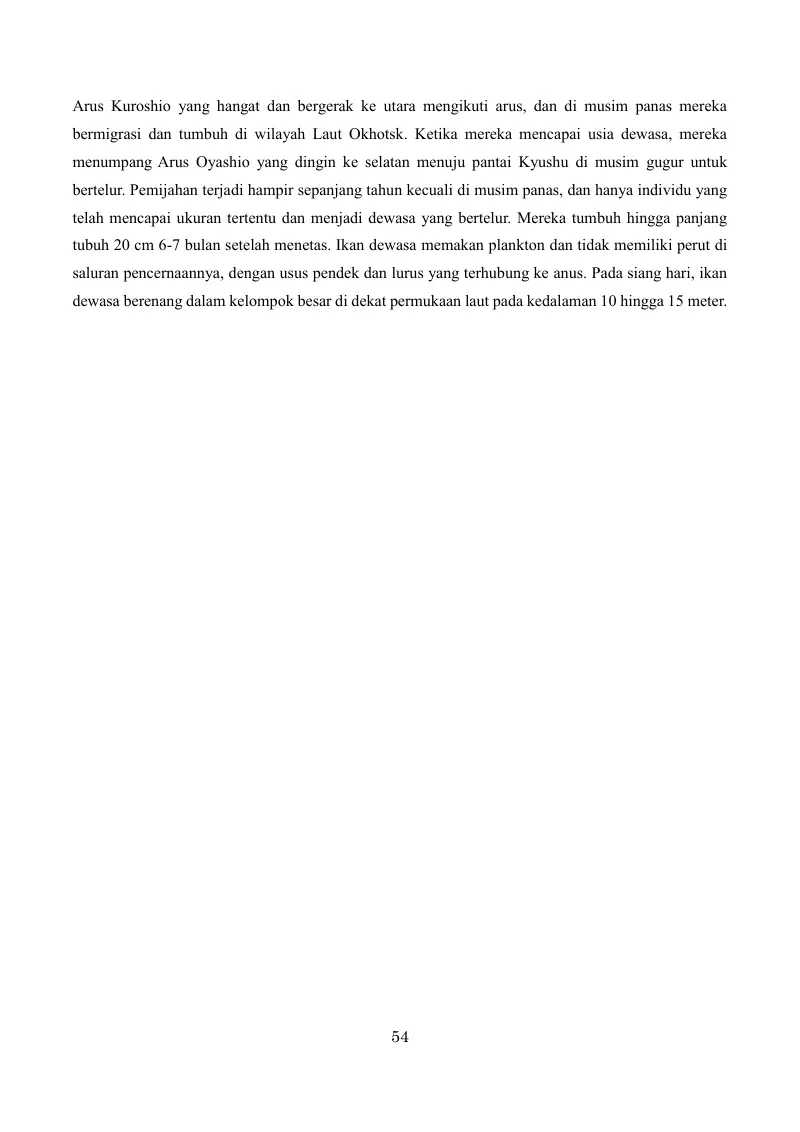 Arus Kuroshio yang hangat dan bergerak ke utara mengikuti arus, dan di musim panas mereka
bermigrasi dan tumbuh di wilayah Laut Okhotsk. Ketika mereka mencapai usia dewasa, mereka
menumpang Arus Oyashio yang dingin ke selatan menuju pantai Kyushu di musim gugur untuk
bertelur. Pemijahan terjadi hampir sepanjang tahun kecuali di musim panas, dan hanya individu yang
telah mencapai ukuran tertentu dan menjadi dewasa yang bertelur. Mereka tumbuh hingga panjang
tubuh 20 cm 6-7 bulan setelah menetas. Ikan dewasa memakan plankton dan tidak memiliki perut di
saluran pencernaannya, dengan usus pendek dan lurus yang terhubung ke anus. Pada siang hari, ikan
dewasa berenang dalam kelompok besar di dekat permukaan laut pada kedalaman 10 hingga 15 meter.
54